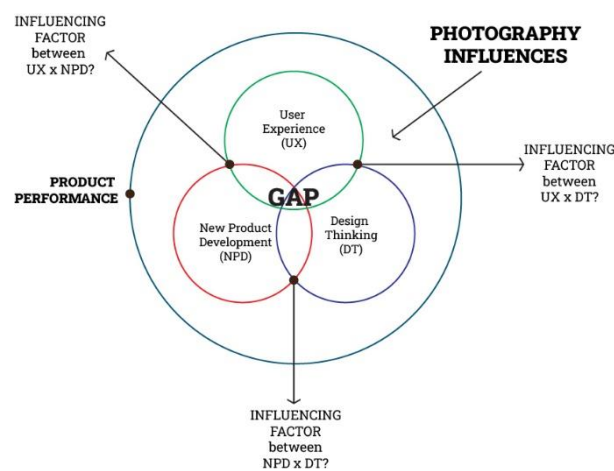 INFLUENCING
FACTOR
between
UX x NPD?
PHOTOGRAPHY
INFLUENCES
User
Experience
(UX)
INFLUENCING
FACTOR
between
UX x DT?
PRODUCT
PERFORMANCE
GAP
New Product
Development
(NPD)
Design
Thinking
(DT)
INFLUENCING
FACTOR
between
NPD x DT?